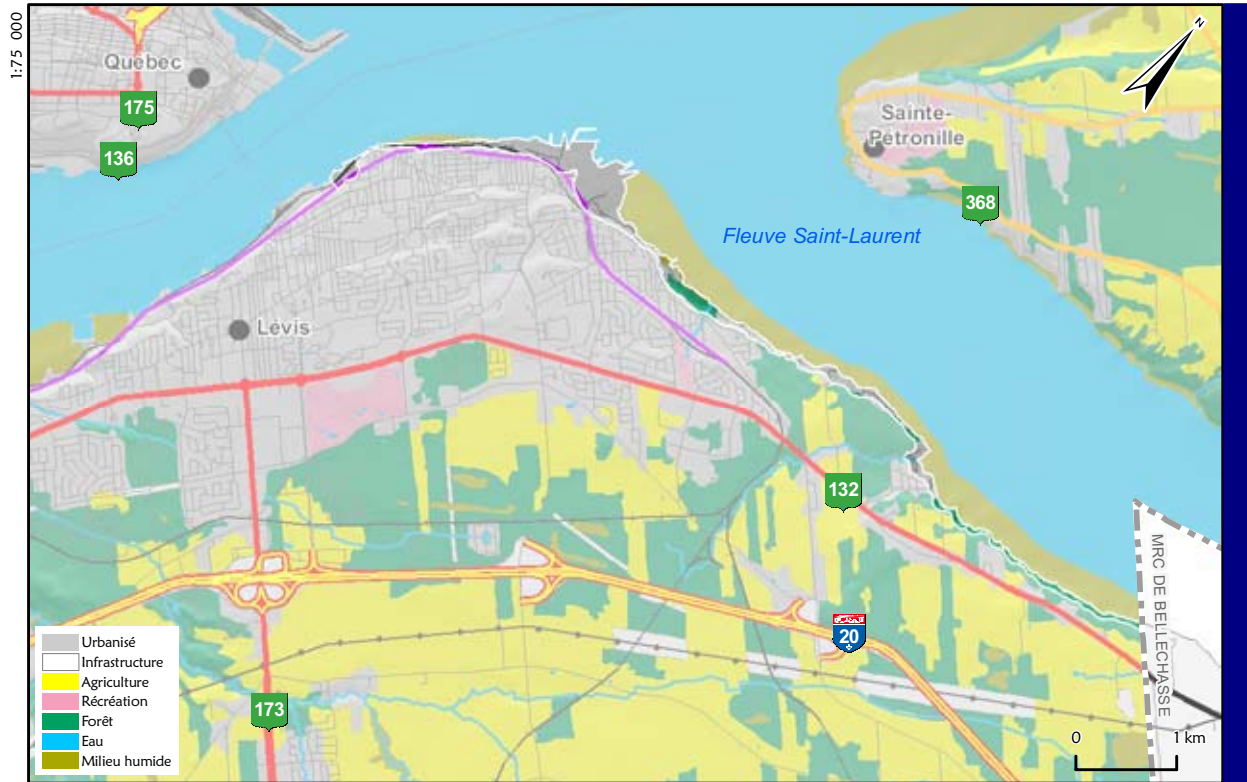 1:75 000
N
Québec
175
136
Sainte-
Pétronille
368
Fleuve Saint-Laurent
Lévis
132
MRC DE BELLECHASSE
20
173
Urbanisé
Infrastructure
Agriculture
Récréation
Forêt
Eau
Milieu humide
0 1 km